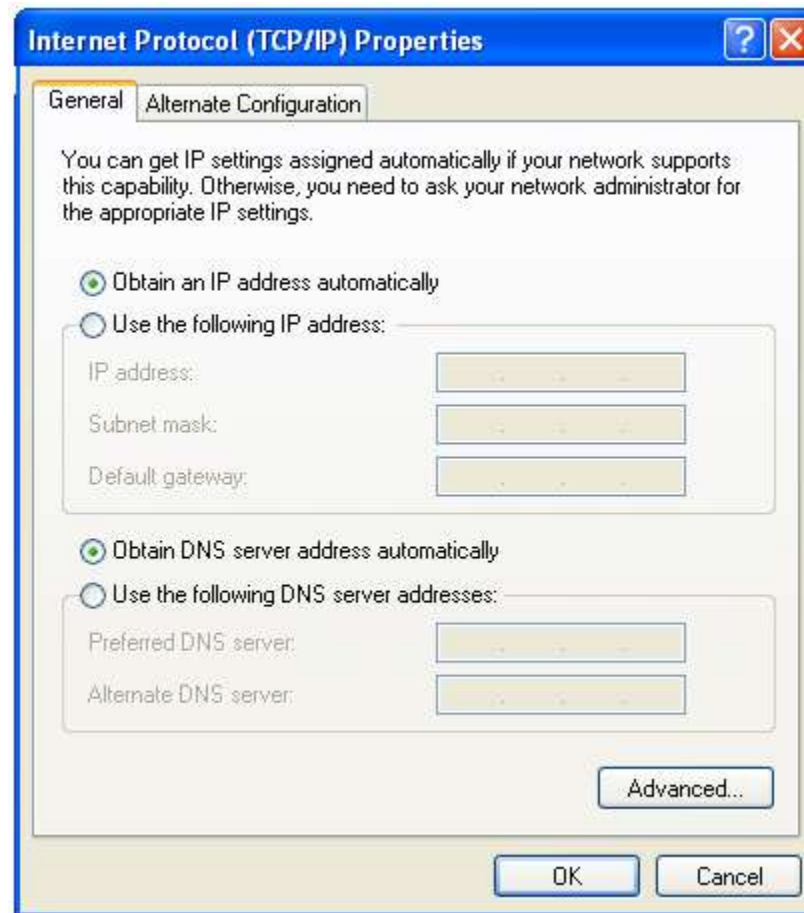 Internet Protocol (TCP/IP) Properties
General
Alternate Configuration
You can get IP settings assigned automatically if your network supports
this capability. Otherwise, you need to ask your network administrator for
the appropriate IP settings.
Obtain an IP address automatically
Use the following IP address:
IP address:
Subnet mask:
Default gateway:
Obtain DNS server address automatically
Use the following DNS server addresses:
Preferred DNS server:
Alternate DNS server:
Advanced...
OK
Cancel